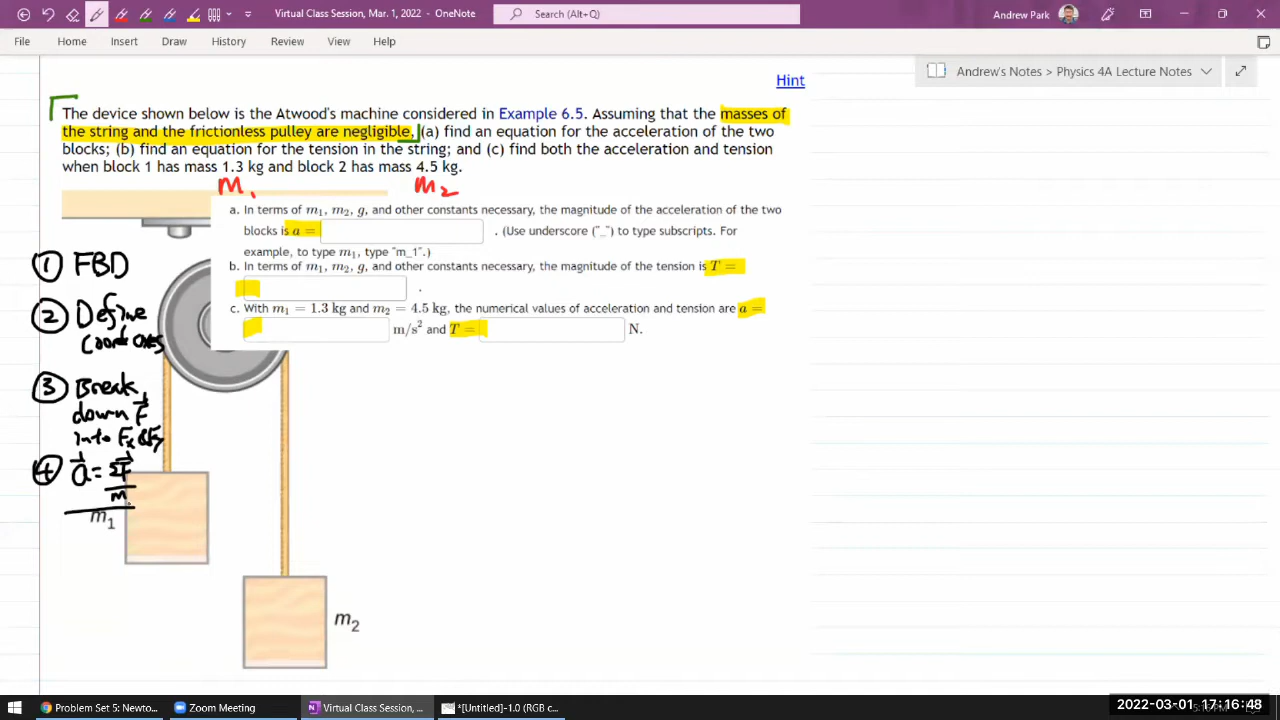 Virtual Class Session, Mar. 1, 2022 - OneNote
Search (Alt+Q)
Andrew Park
File Home Insert Draw History Review View Help
Andrew's Notes > Physics 4A Lecture Notes
Hint
The device shown below is the Atwood's machine considered in Example 6.5. Assuming that the masses of
the string and the frictionless pulley are negligible, (a) find an equation for the acceleration of the two
blocks; (b) find an equation for the tension in the string; and (c) find both the acceleration and tension
when block 1 has mass 1.3 kg and block 2 has mass 4.5 kg.
M₁ M₂
a. In terms of m₁, m₂, g, and other constants necessary, the magnitude of the acceleration of the two
blocks is a = . (Use underscore ("_") to type subscripts. For
example, to type m₁, type "m_1".)
b. In terms of m₁, m₂, g, and other constants necessary, the magnitude of the tension is T =
.
c. With m₁ = 1.3 kg and m₂ = 4.5 kg, the numerical values of acceleration and tension are a =
m/s² and T = N.
① FBD
② Define
Coord axes
③ Break
down F⃗
into Fx & Fy
④ a⃗ = ΣF⃗
m
m₁
m₂
Problem Set 5: Newto...
Zoom Meeting
Virtual Class Session, ...
*[Untitled]-1.0 (RGB c...
2022-03-01 17:16:48